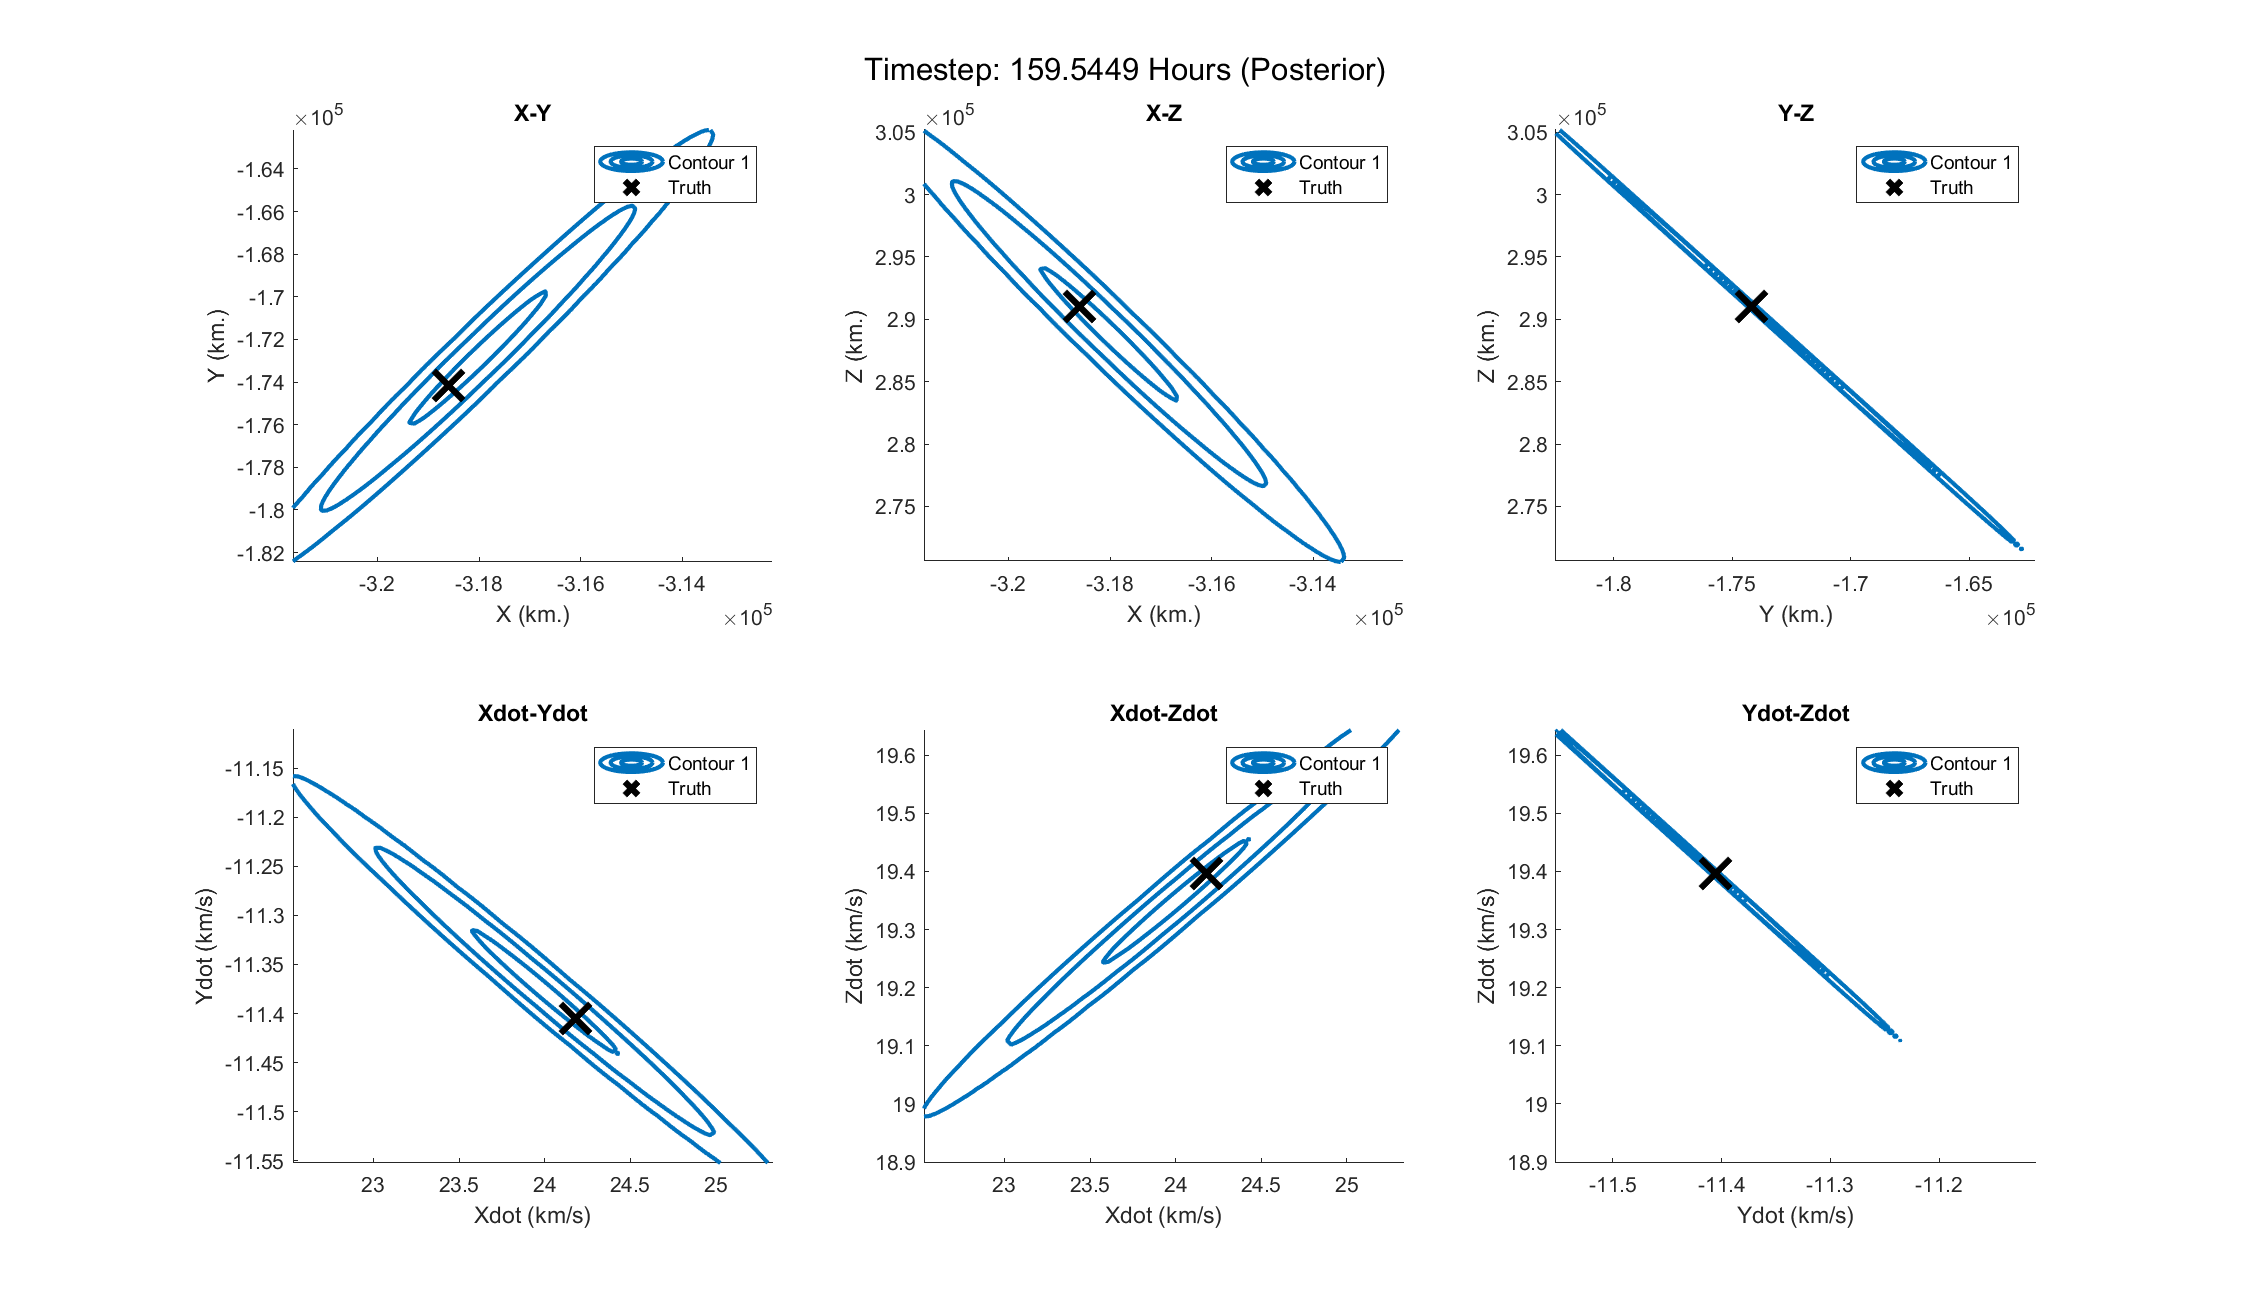 Timestep: 159.5449 Hours (Posterior)
X-Y
×10^5
-1.64
-1.66
-1.68
-1.7
-1.72
-1.74
-1.76
-1.78
-1.8
-1.82
Y (km.)
-3.2
-3.18
-3.16
-3.14
X (km.)
×10^5
Contour 1
Truth
X-Z
×10^5
3.05
3
2.95
2.9
2.85
2.8
2.75
Z (km.)
-3.2
-3.18
-3.16
-3.14
X (km.)
×10^5
Contour 1
Truth
Y-Z
×10^5
3.05
3
2.95
2.9
2.85
2.8
2.75
Z (km.)
-1.8
-1.75
-1.7
-1.65
Y (km.)
×10^5
Contour 1
Truth
Xdot-Ydot
-11.15
-11.2
-11.25
-11.3
-11.35
-11.4
-11.45
-11.5
-11.55
Ydot (km/s)
23
23.5
24
24.5
25
Xdot (km/s)
Contour 1
Truth
Xdot-Zdot
19.6
19.5
19.4
19.3
19.2
19.1
19
18.9
Zdot (km/s)
23
23.5
24
24.5
25
Xdot (km/s)
Contour 1
Truth
Ydot-Zdot
19.6
19.5
19.4
19.3
19.2
19.1
19
18.9
Zdot (km/s)
-11.5
-11.4
-11.3
-11.2
Ydot (km/s)
Contour 1
Truth